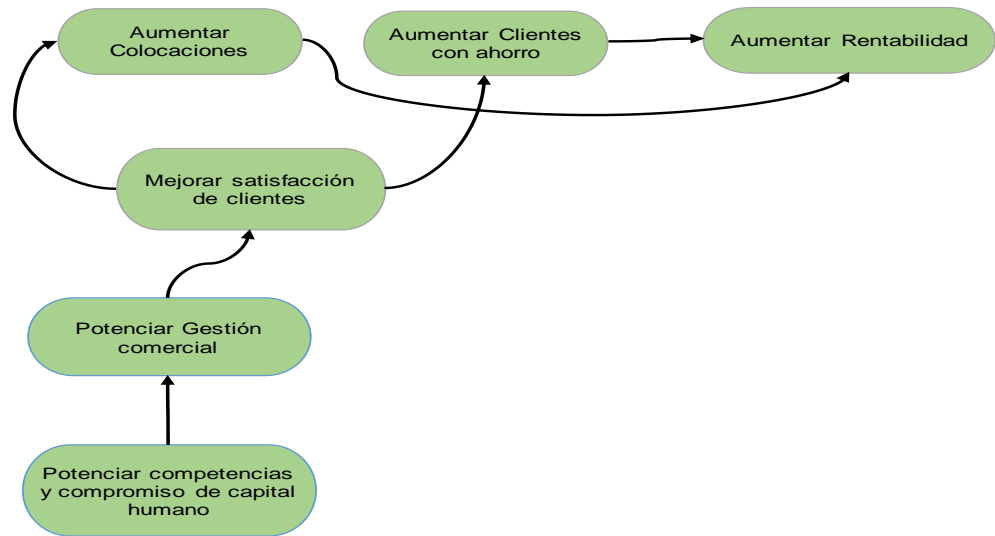 Aumentar
Colocaciones
Aumentar Clientes
con ahorro
Aumentar Rentabilidad
Mejorar satisfacción
de clientes
Potenciar Gestión
comercial
Potenciar competencias
y compromiso de capital
humano